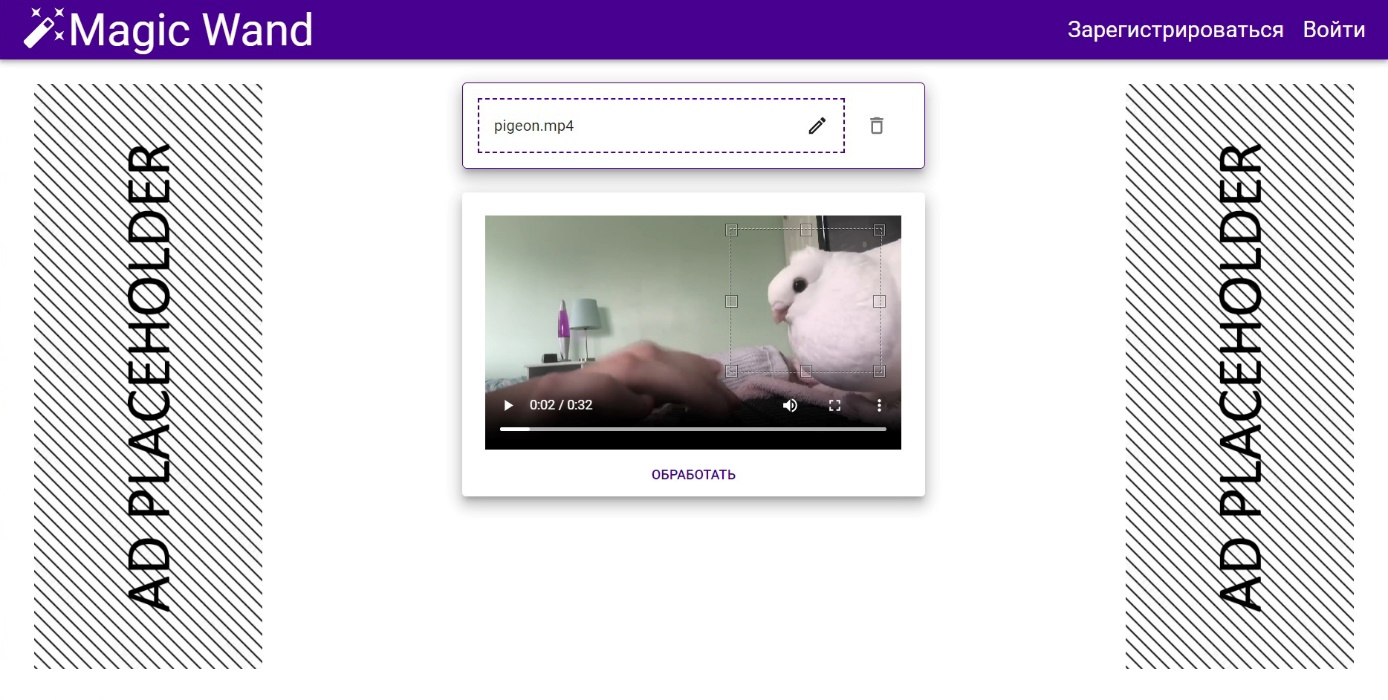 Magic Wand
Зарегистрироваться Войти
AD PLACEHOLDER
pigeon.mp4
0:02 / 0:32
ОБРАБОТАТЬ
AD PLACEHOLDER